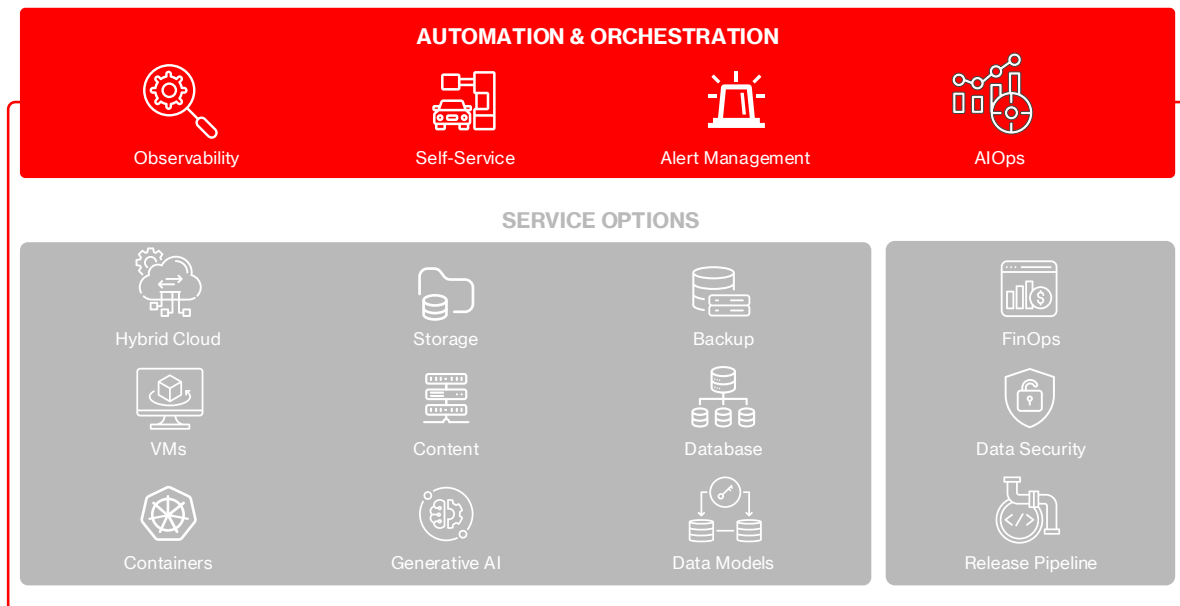 AUTOMATION & ORCHESTRATION
Observability
Self-Service
Alert Management
AIOps
SERVICE OPTIONS
Hybrid Cloud
Storage
Backup
FinOps
VMs
Content
Database
Data Security
Containers
Generative AI
Data Models
Release Pipeline